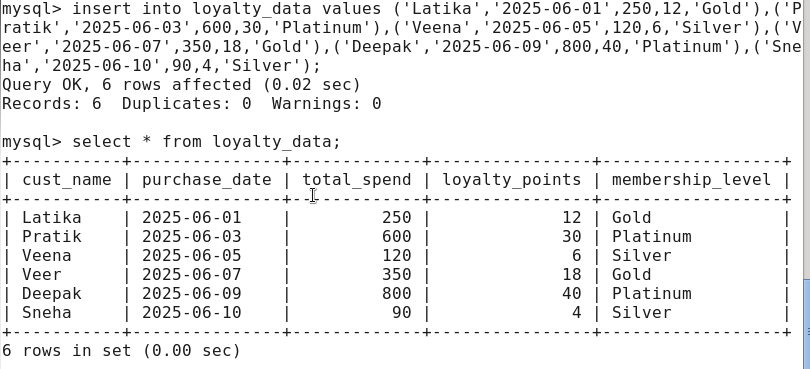 mysql> insert into loyalty_data values ('Latika','2025-06-01',250,12,'Gold'),('P
ratik','2025-06-03',600,30,'Platinum'),('Veena','2025-06-05',120,6,'Silver'),('V
eer','2025-06-07',350,18,'Gold'),('Deepak','2025-06-09',800,40,'Platinum'),('Sne
ha','2025-06-10',90,4,'Silver');
Query OK, 6 rows affected (0.02 sec)
Records: 6  Duplicates: 0  Warnings: 0

mysql> select * from loyalty_data;
+-----------+---------------+-------------+----------------+------------------+
| cust_name | purchase_date | total_spend | loyalty_points | membership_level |
+-----------+---------------+-------------+----------------+------------------+
| Latika    | 2025-06-01    |         250 |             12 | Gold             |
| Pratik    | 2025-06-03    |         600 |             30 | Platinum         |
| Veena     | 2025-06-05    |         120 |              6 | Silver           |
| Veer      | 2025-06-07    |         350 |             18 | Gold             |
| Deepak    | 2025-06-09    |         800 |             40 | Platinum         |
| Sneha     | 2025-06-10    |          90 |              4 | Silver           |
+-----------+---------------+-------------+----------------+------------------+
6 rows in set (0.00 sec)